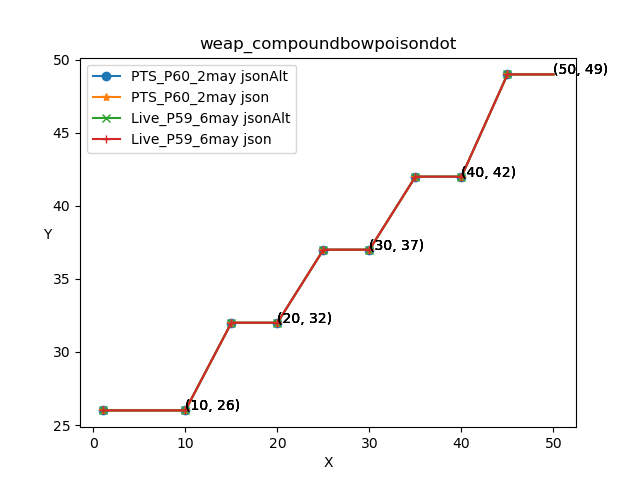 weap_compoundbowpoisondot
PTS_P60_2may jsonAlt
PTS_P60_2may json
Live_P59_6may jsonAlt
Live_P59_6may json
(50, 49)
(40, 42)
(30, 37)
(20, 32)
(10, 26)
50
45
40
35
30
25
Y
0
10
20
30
40
50
X